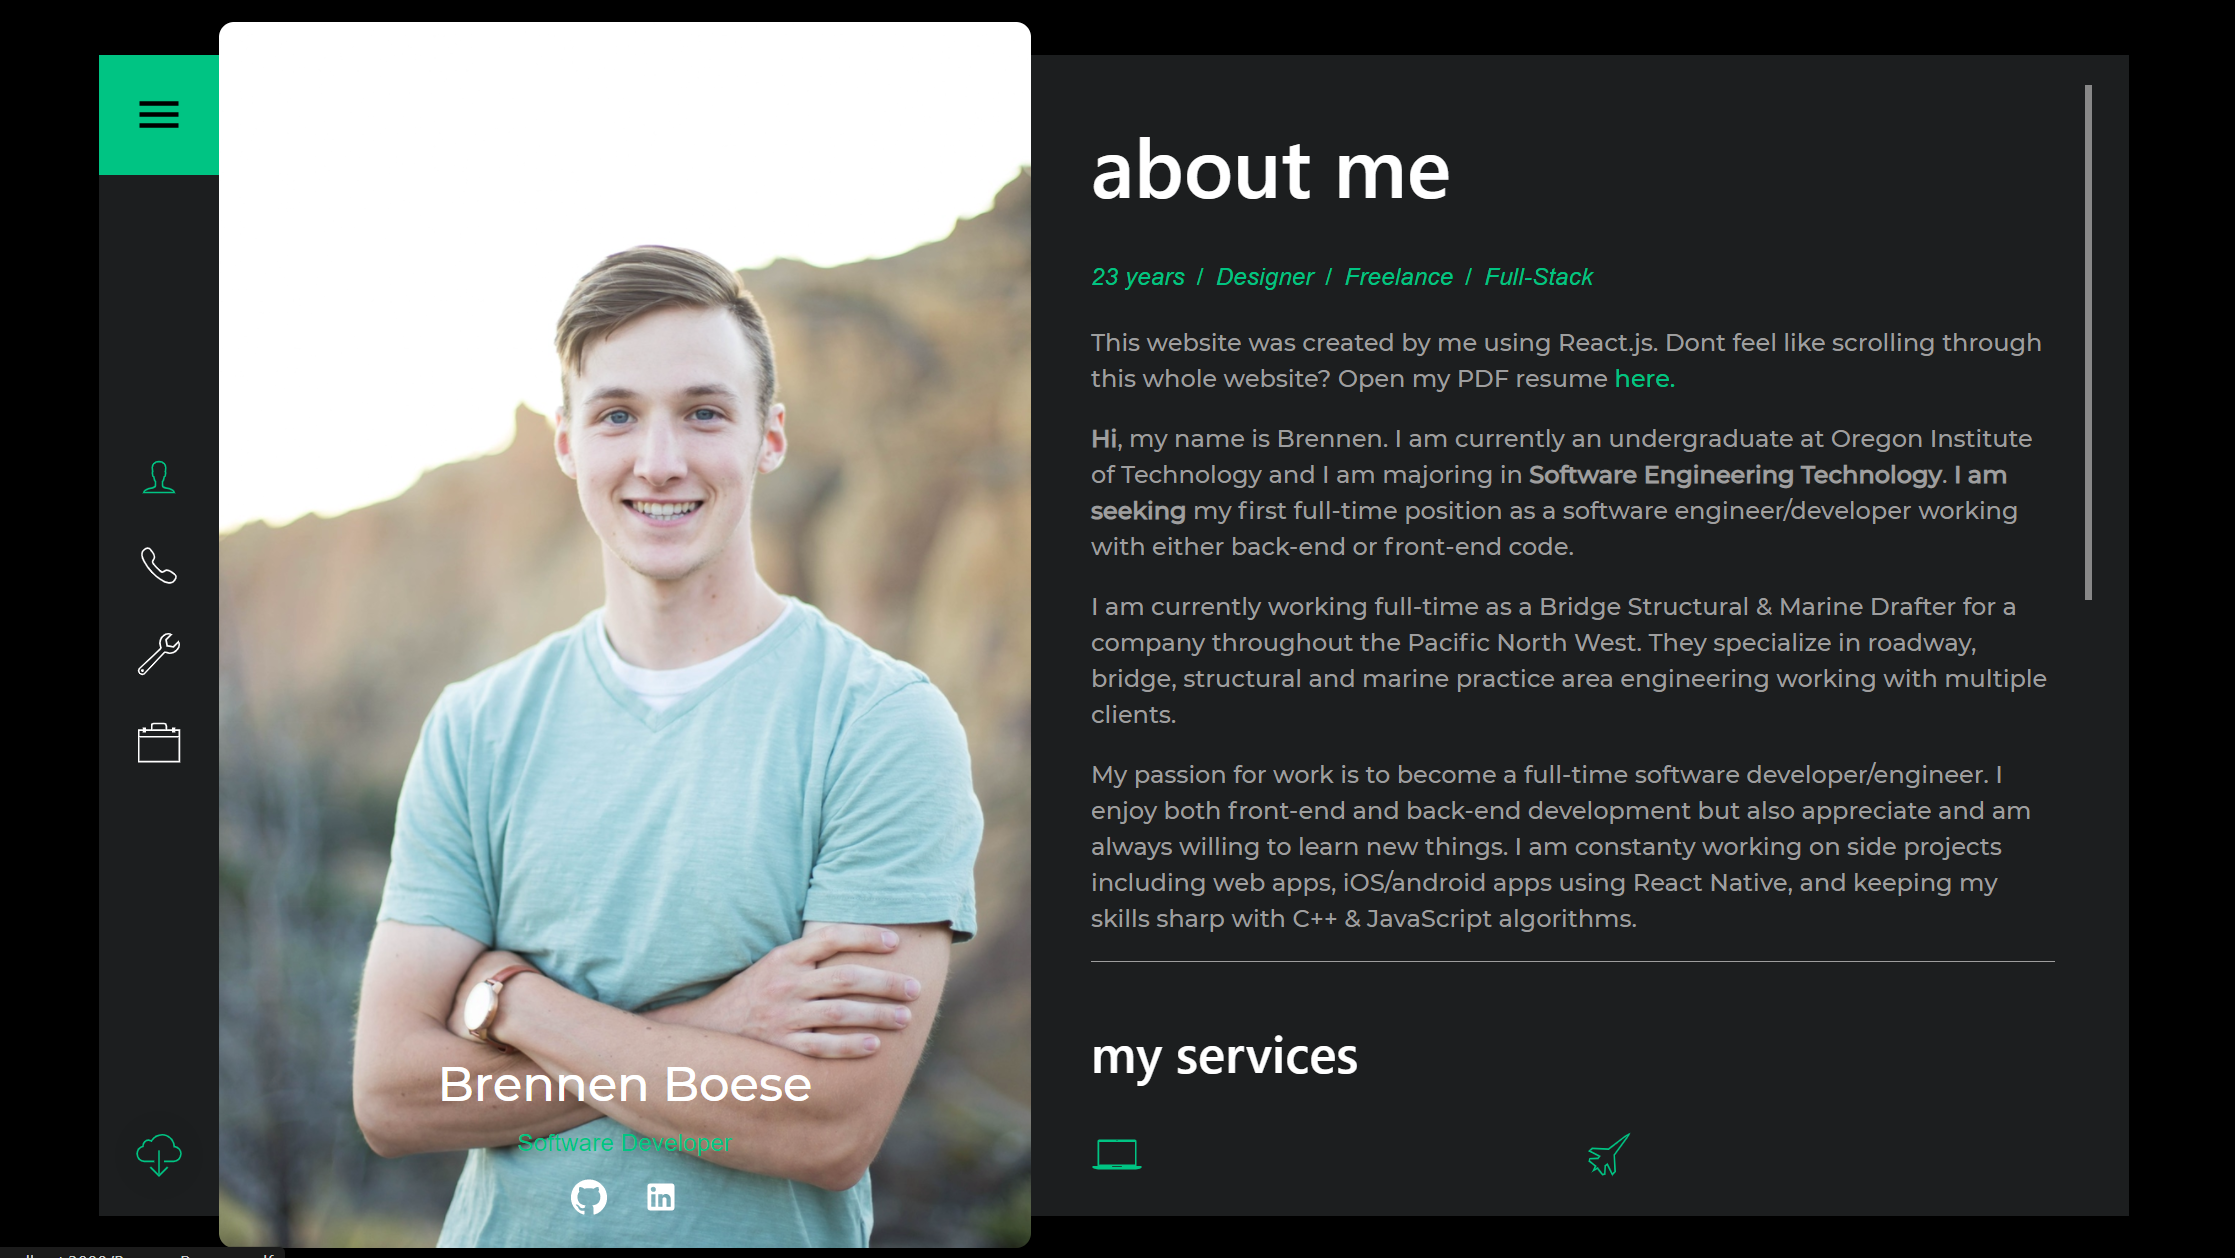 about me
23 years / Designer / Freelance / Full-Stack
This website was created by me using React.js. Dont feel like scrolling through
this whole website? Open my PDF resume here.
Hi, my name is Brennen. I am currently an undergraduate at Oregon Institute
of Technology and I am majoring in Software Engineering Technology. I am
seeking my first full-time position as a software engineer/developer working
with either back-end or front-end code.
I am currently working full-time as a Bridge Structural & Marine Drafter for a
company throughout the Pacific North West. They specialize in roadway,
bridge, structural and marine practice area engineering working with multiple
clients.
My passion for work is to become a full-time software developer/engineer. I
enjoy both front-end and back-end development but also appreciate and am
always willing to learn new things. I am constanty working on side projects
including web apps, iOS/android apps using React Native, and keeping my
skills sharp with C++ & JavaScript algorithms.
my services
Brennen Boese
Software Developer
in